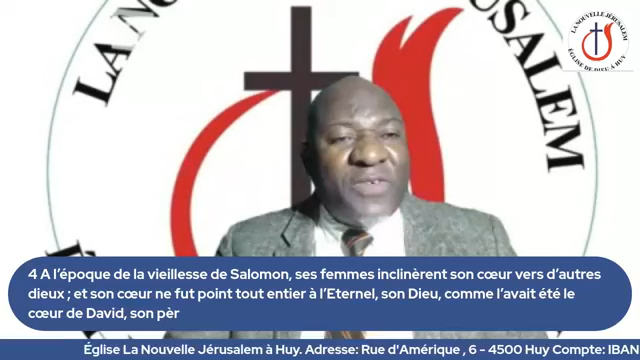 LA NOUVELLE JÉRUSALEM
ÉGLISE DE DIEU À HUY
LA NO
USALEM
4 A l’époque de la vieillesse de Salomon, ses femmes inclinèrent son cœur vers d’autres
dieux ; et son cœur ne fut point tout entier à l’Eternel, son Dieu, comme l’avait été le
cœur de David, son pèr
Église La Nouvelle Jérusalem à Huy. Adresse: Rue d'Amérique , 6 - 4500 Huy Compte: IBAN